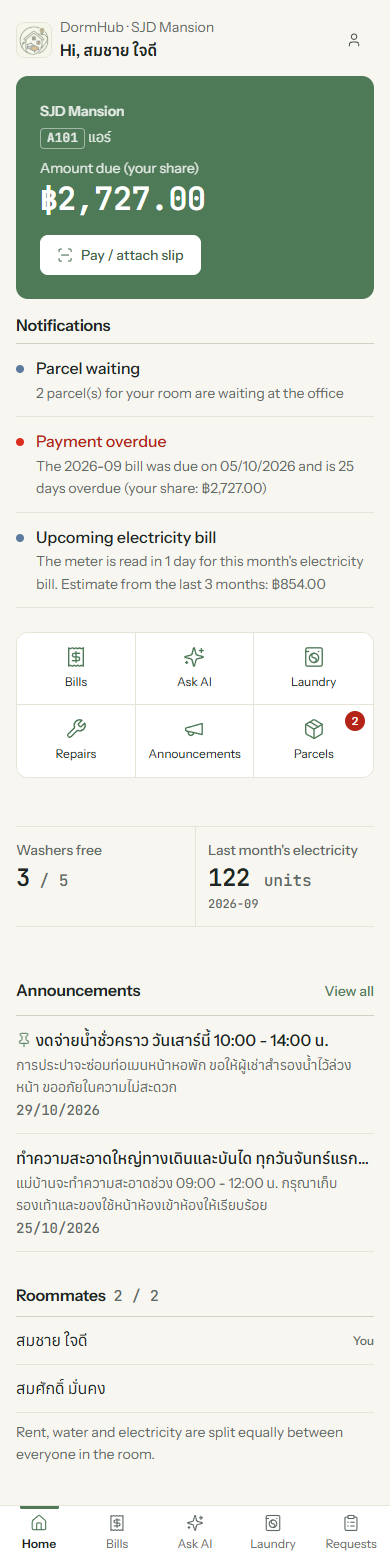 DormHub · SJD Mansion
Hi, สมชาย ใจดี
SJD Mansion
A101 แอร์
Amount due (your share)
฿2,727.00
Pay / attach slip
Notifications
Parcel waiting
2 parcel(s) for your room are waiting at the office
Payment overdue
The 2026-09 bill was due on 05/10/2026 and is 25
days overdue (your share: ฿2,727.00)
Upcoming electricity bill
The meter is read in 1 day for this month's electricity
bill. Estimate from the last 3 months: ฿854.00
Bills
Ask AI
Laundry
2
Repairs
Announcements
Parcels
Washers free
3 / 5
Last month's electricity
122 units
2026-09
Announcements
View all
งดจ่ายน้ำชั่วคราว วันเสาร์นี้ 10:00 - 14:00 น.
การประปาจะซ่อมท่อเมนหน้าหอพัก ขอให้ผู้เช่าสำรองน้ำไว้ล่วง
หน้า ขออภัยในความไม่สะดวก
29/10/2026
ทำความสะอาดใหญ่ทางเดินและบันได ทุกวันจันทร์แรก…
แม่บ้านจะทำความสะอาดช่วง 09:00 - 12:00 น. กรุณาเก็บ
รองเท้าและของใช้หน้าห้องเข้าห้องให้เรียบร้อย
25/10/2026
Roommates 2 / 2
สมชาย ใจดี
You
สมศักดิ์ มั่นคง
Rent, water and electricity are split equally between
everyone in the room.
Home
Bills
Ask AI
Laundry
Requests